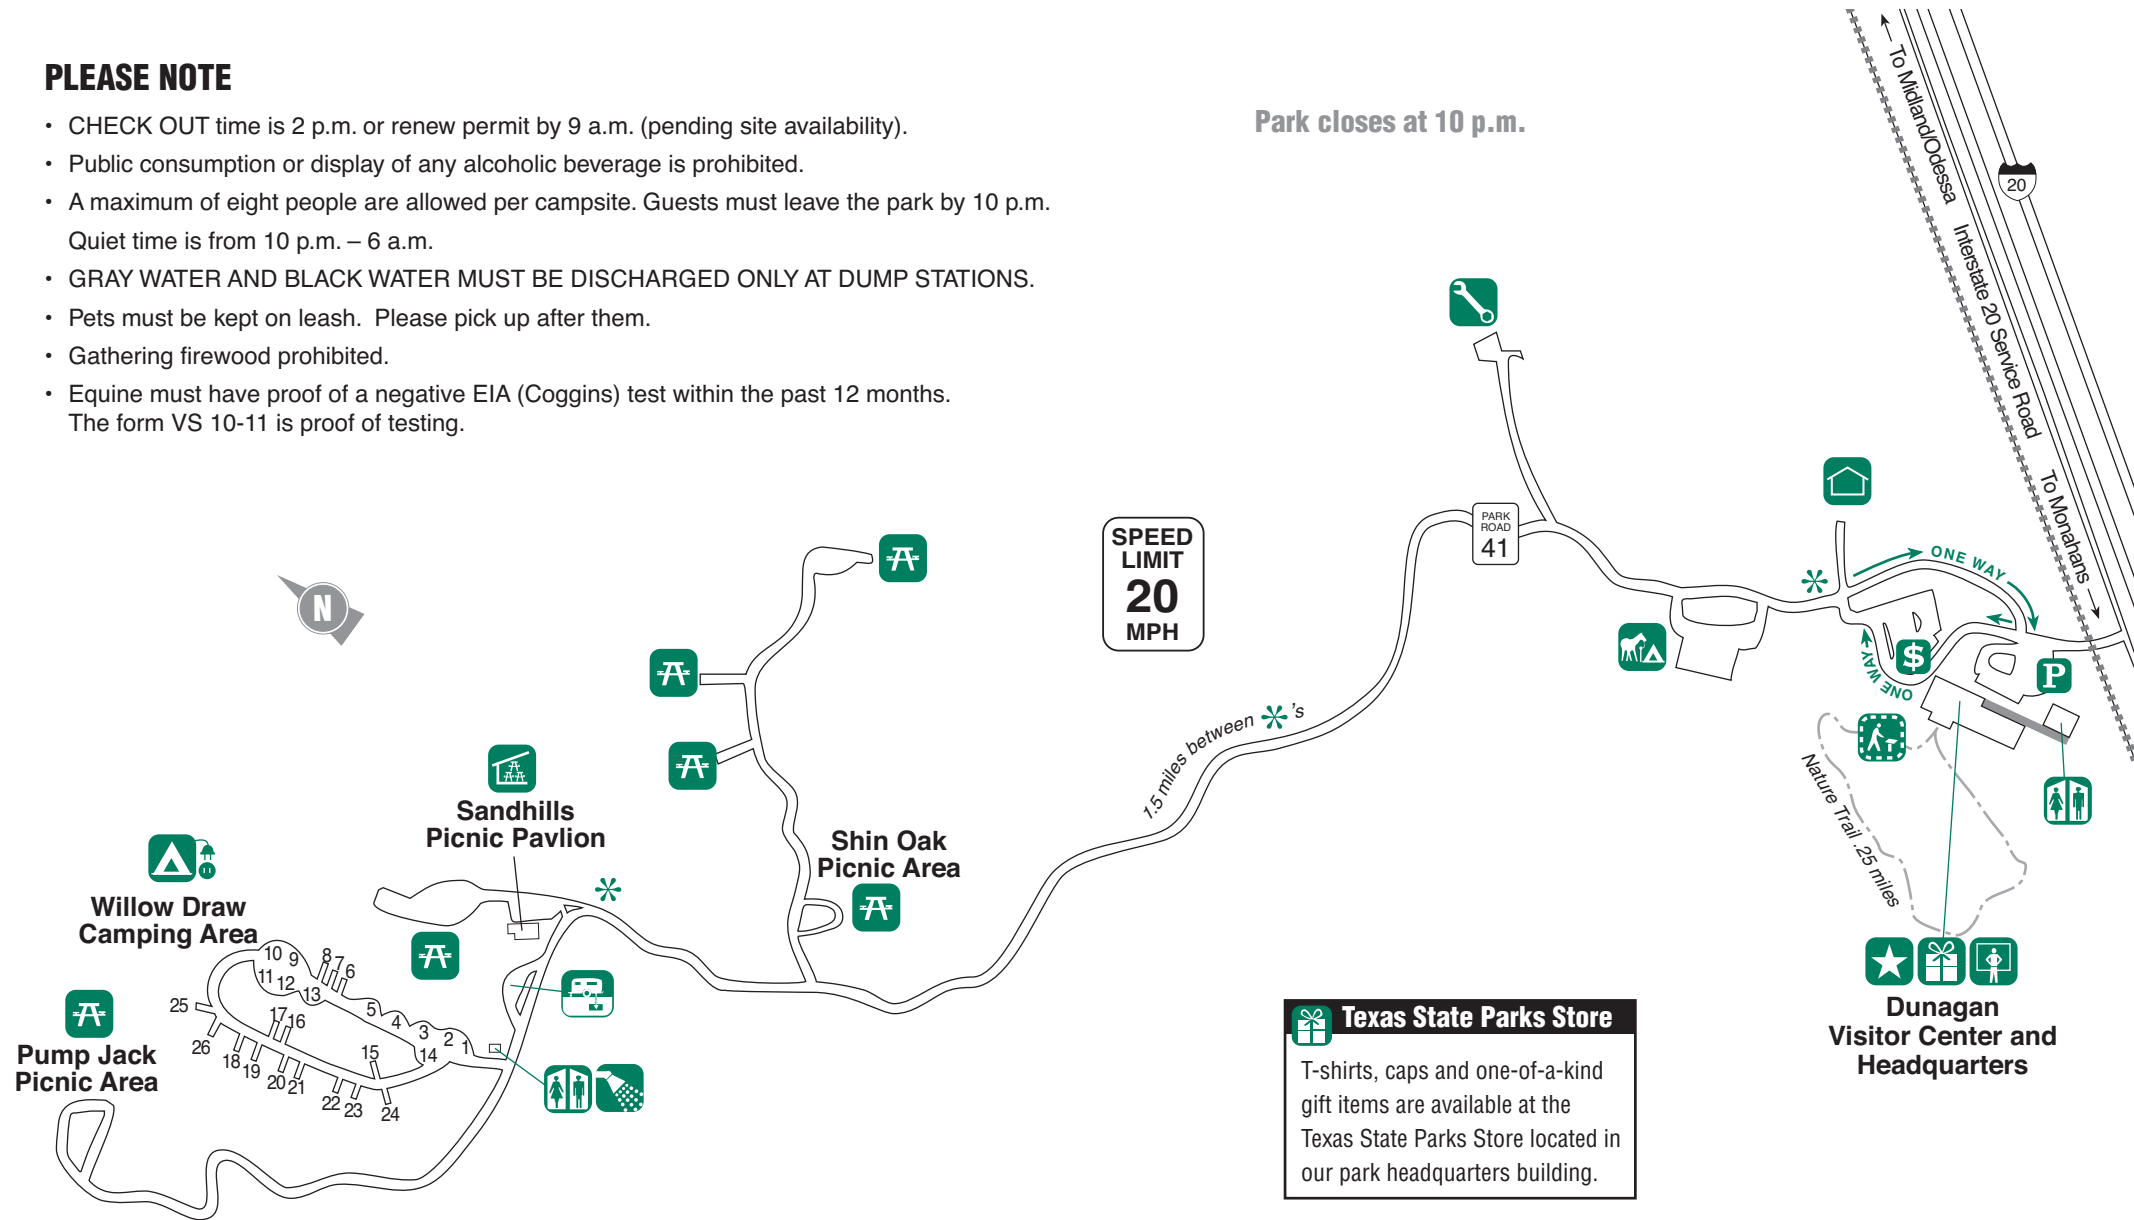 PLEASE NOTE
• CHECK OUT time is 2 p.m. or renew permit by 9 a.m. (pending site availability).
• Public consumption or display of any alcoholic beverage is prohibited.
• A maximum of eight people are allowed per campsite. Guests must leave the park by 10 p.m.
Quiet time is from 10 p.m. – 6 a.m.
• GRAY WATER AND BLACK WATER MUST BE DISCHARGED ONLY AT DUMP STATIONS.
• Pets must be kept on leash.  Please pick up after them.
• Gathering firewood prohibited.
• Equine must have proof of a negative EIA (Coggins) test within the past 12 months.
The form VS 10-11 is proof of testing.
Park closes at 10 p.m.
To Midland/Odessa
Interstate 20 Service Road
To Monahans
20
PARK
ROAD
41
SPEED
LIMIT
20
MPH
N
ONE WAY
ONE WAY
$
P
1.5 miles between *'s
Nature Trail .25 miles
Sandhills
Picnic Pavlion
Shin Oak
Picnic Area
Willow Draw
Camping Area
Pump Jack
Picnic Area
10
9
8
7
6
11
12
13
5
4
3
2
1
14
25
26
17
16
15
18
19
20
21
22
23
24
Dunagan
Visitor Center and
Headquarters
Texas State Parks Store
T-shirts, caps and one-of-a-kind
gift items are available at the
Texas State Parks Store located in
our park headquarters building.